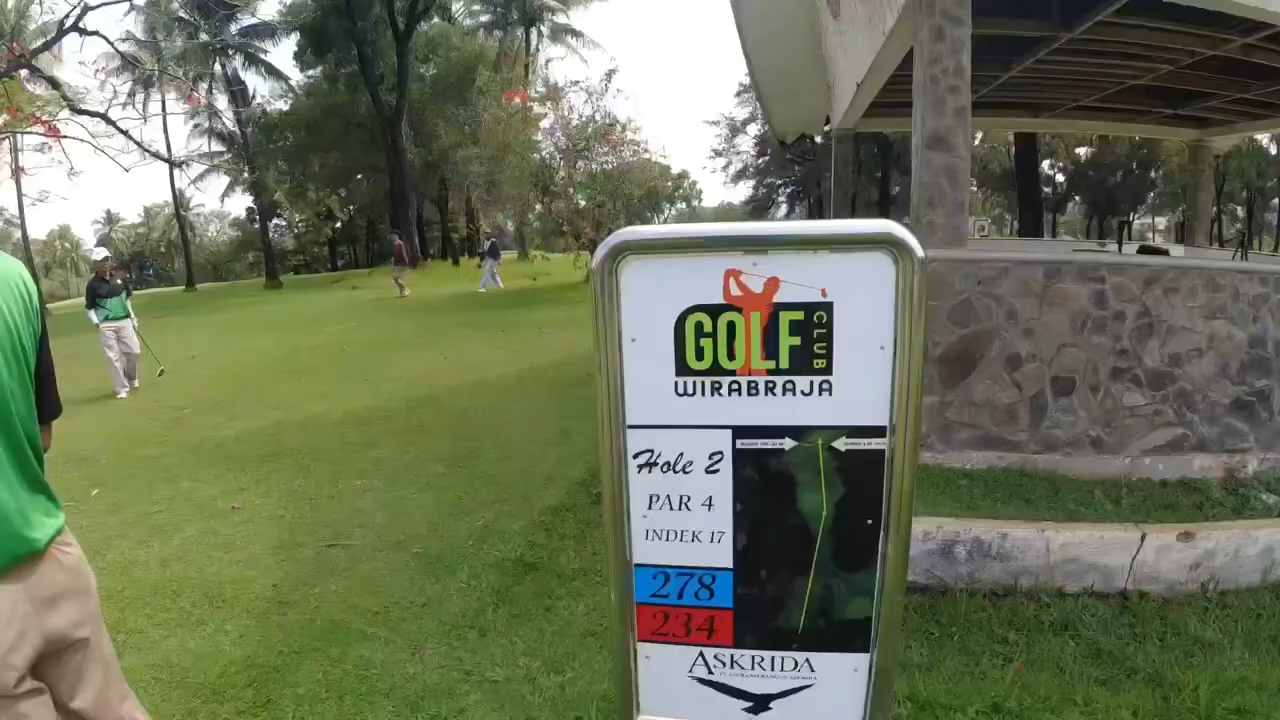 GOLF CLUB
WIRABRAJA
Hole 2
PAR 4
INDEK 17
278
234
ASKRIDA